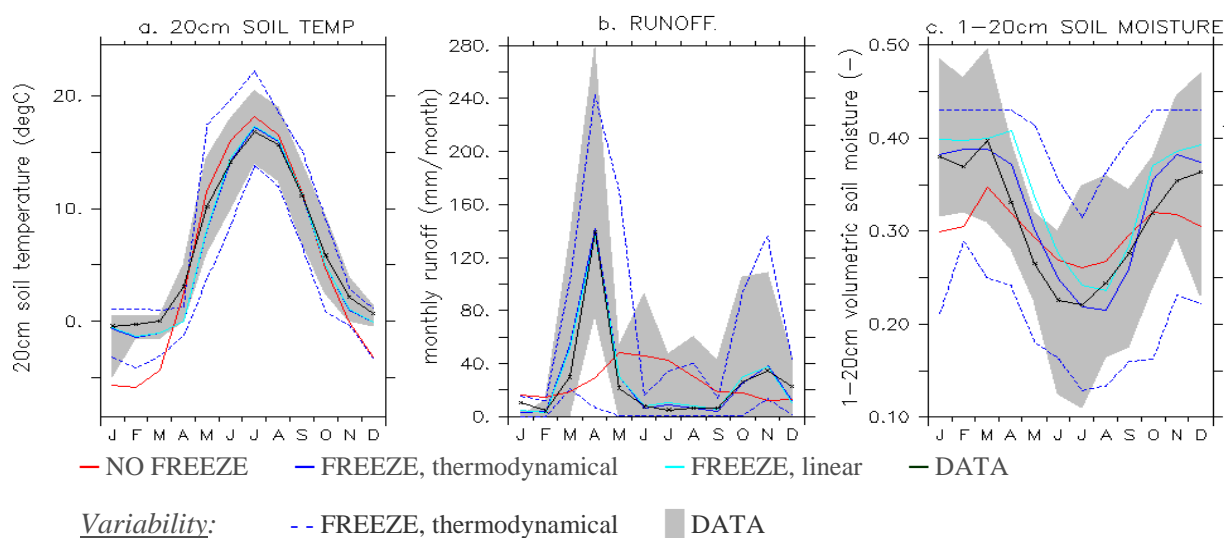 a. 20cm SOIL TEMP
b. RUNOFF.
c. 1-20cm SOIL MOISTURE
20cm soil temperature (degC)
20.
10.
0.
J F M A M J J A S O N D
monthly runoff (mm/month)
280.
240.
200.
160.
120.
80.
40.
0.
J F M A M J J A S O N D
1-20cm volumetric soil moisture (-)
0.50
0.40
0.30
0.20
0.10
J F M A M J J A S O N D
NO FREEZE FREEZE, thermodynamical FREEZE, linear DATA
Variability: FREEZE, thermodynamical DATA